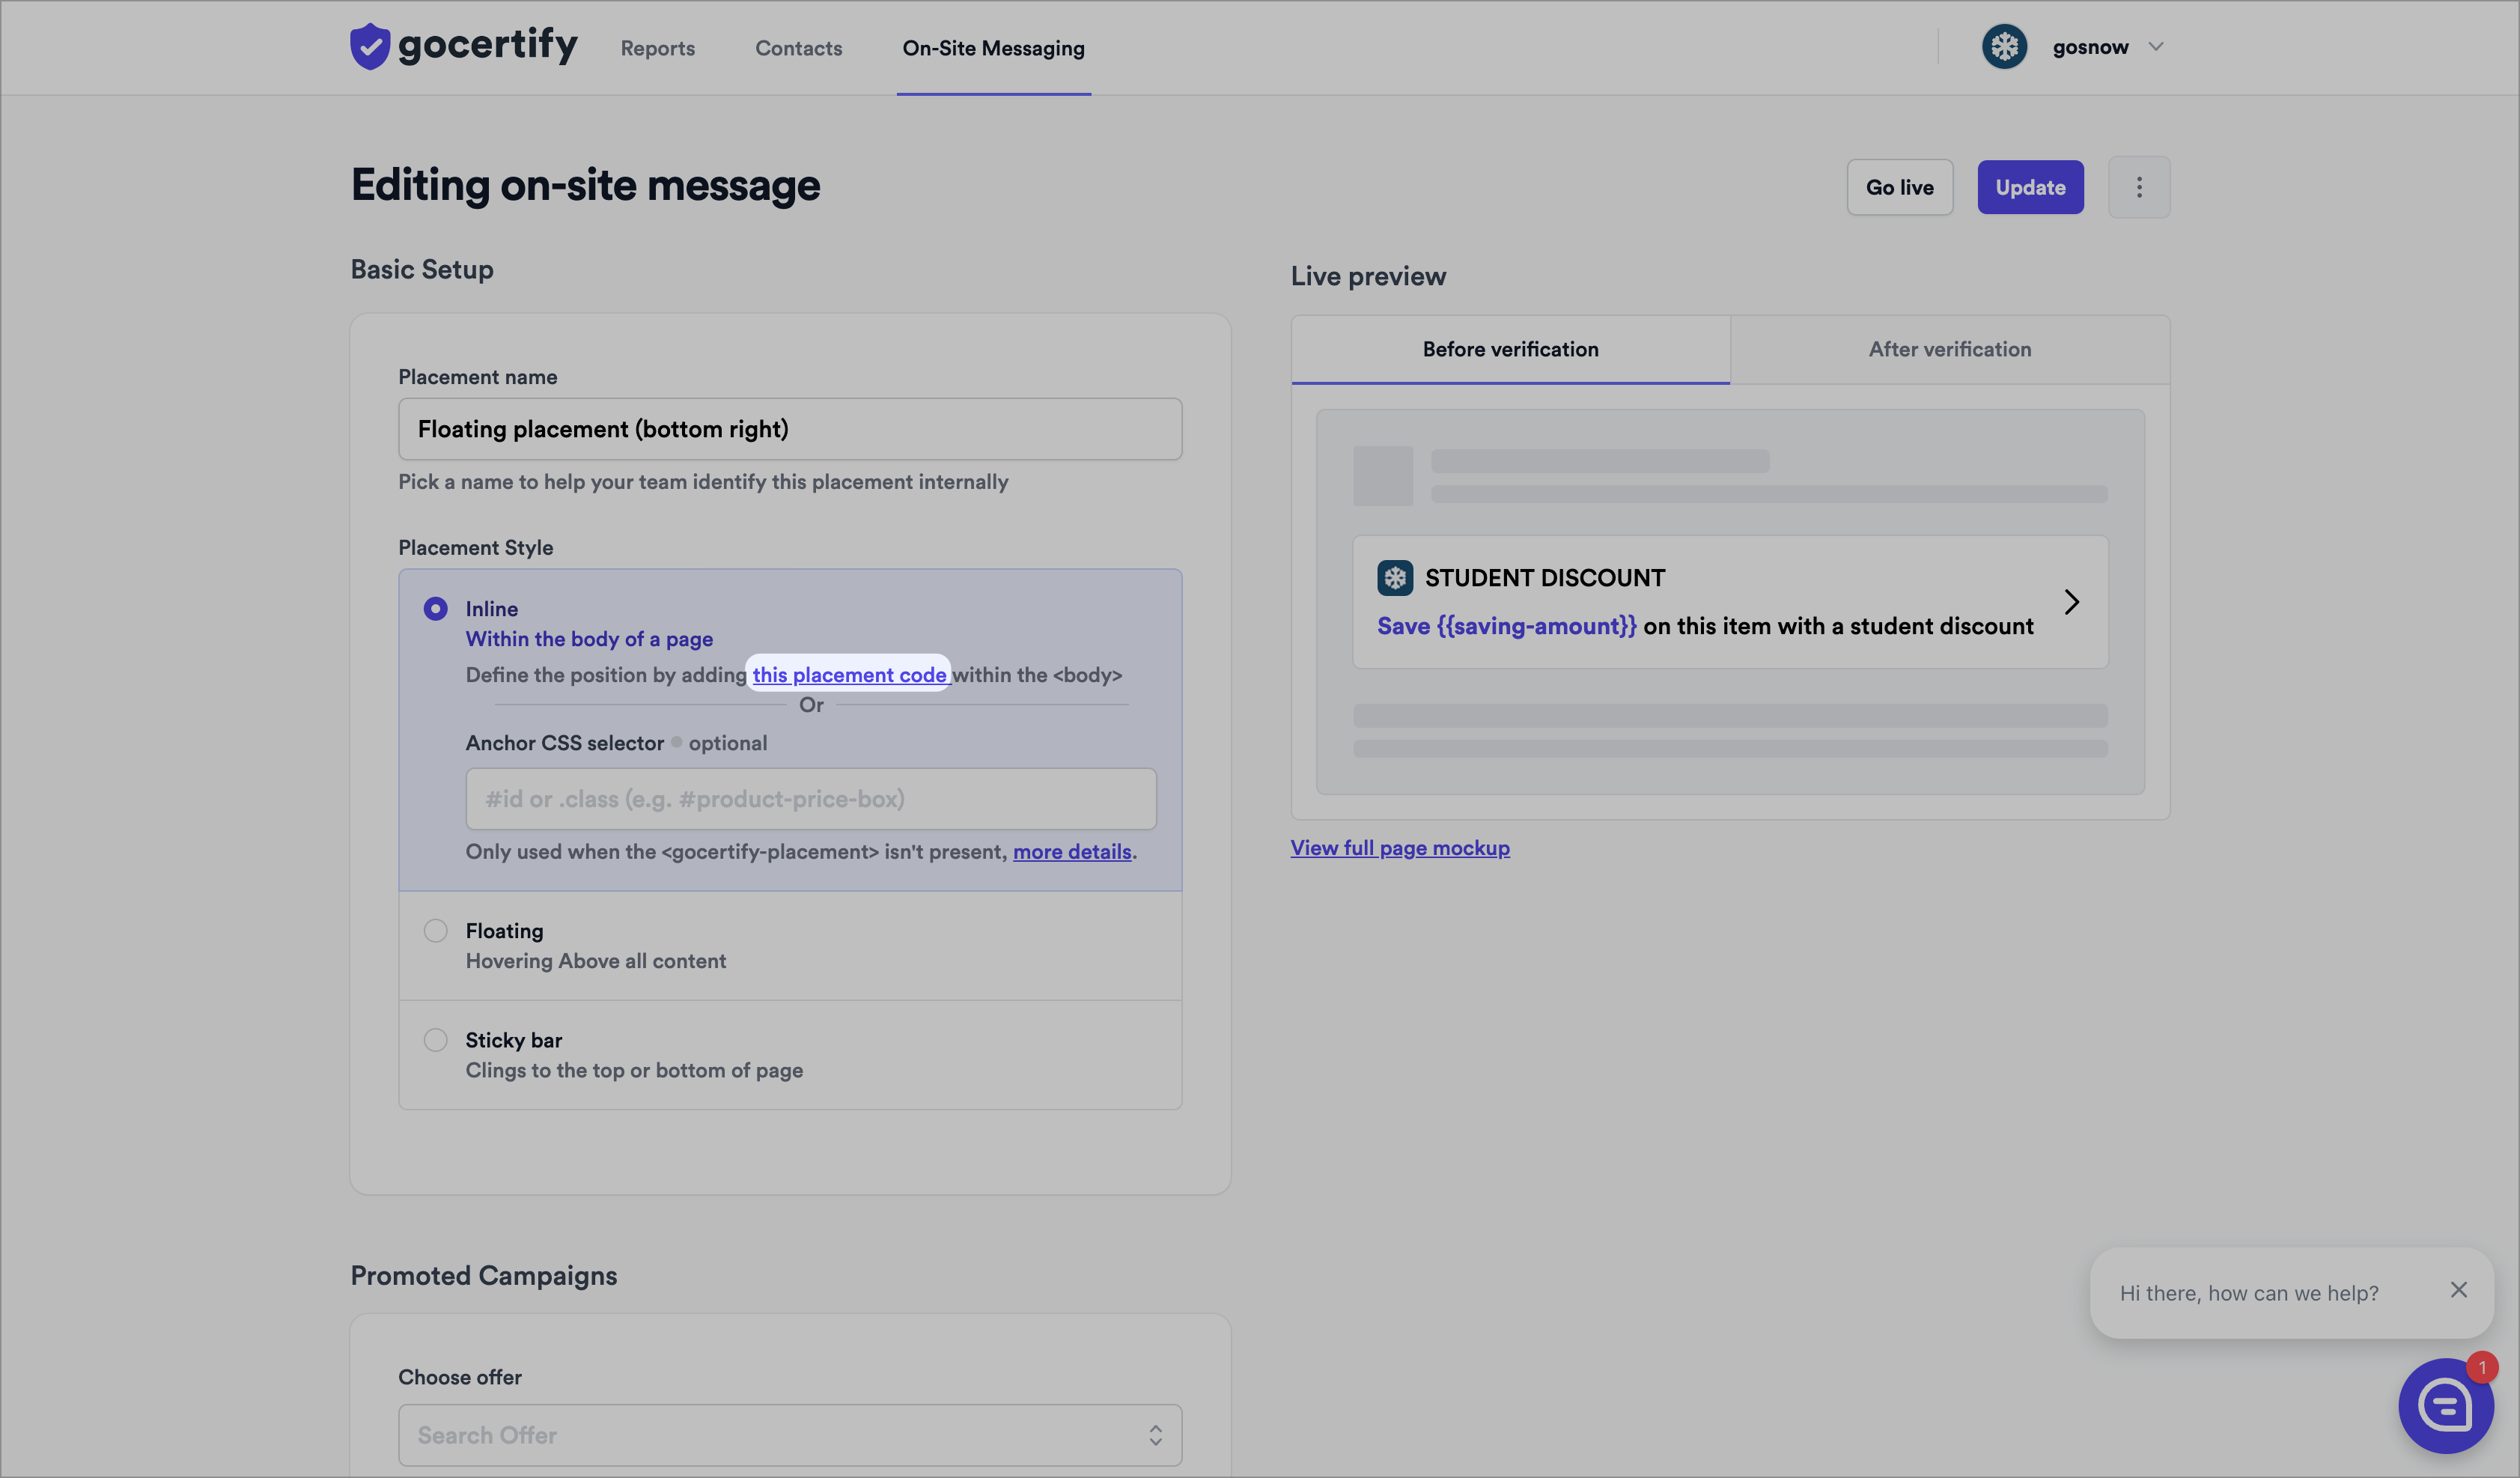 gocertify Reports Contacts On-Site Messaging gosnow
Editing on-site message Go live Update
Basic Setup
Placement name
Floating placement (bottom right)
Pick a name to help your team identify this placement internally
Placement Style
Inline
Within the body of a page
Define the position by adding this placement code within the <body>
Or
Anchor CSS selector optional
#id or .class (e.g. #product-price-box)
Only used when the <gocertify-placement> isn't present, more details.
Floating
Hovering Above all content
Sticky bar
Clings to the top or bottom of page
Live preview
Before verification After verification
STUDENT DISCOUNT
Save {{saving-amount}} on this item with a student discount
View full page mockup
Promoted Campaigns
Choose offer
Search Offer
Hi there, how can we help?
1